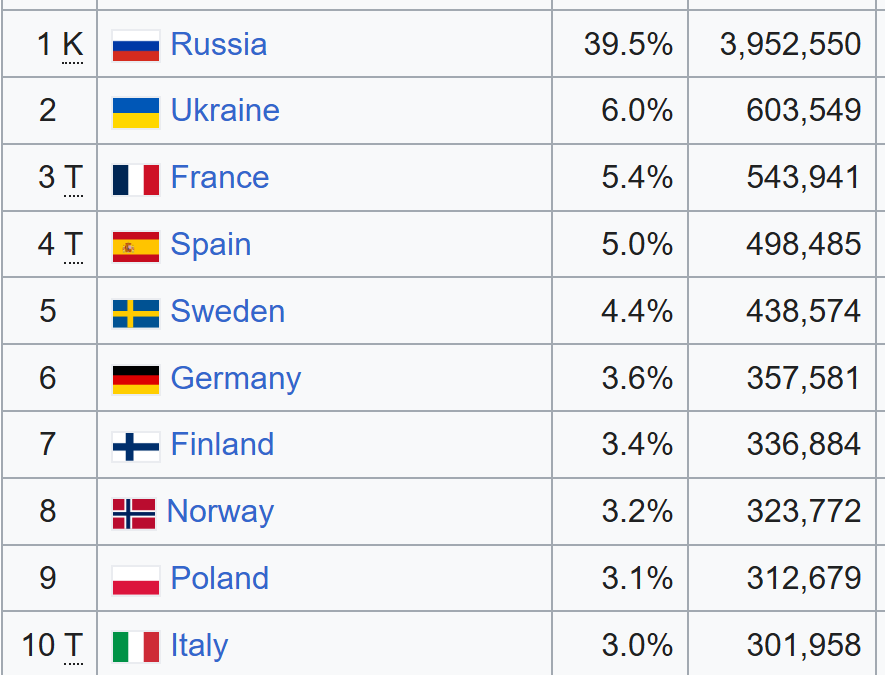 1 K Russia 39.5% 3,952,550
2 Ukraine 6.0% 603,549
3 T France 5.4% 543,941
4 T Spain 5.0% 498,485
5 Sweden 4.4% 438,574
6 Germany 3.6% 357,581
7 Finland 3.4% 336,884
8 Norway 3.2% 323,772
9 Poland 3.1% 312,679
10 T Italy 3.0% 301,958